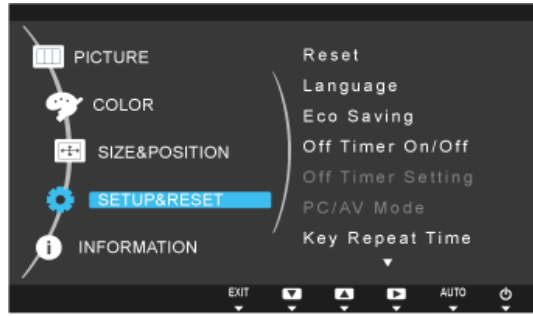 PICTURE
COLOR
SIZE&POSITION
SETUP&RESET
INFORMATION
Reset
Language
Eco Saving
Off Timer On/Off
Off Timer Setting
PC/AV Mode
Key Repeat Time
EXIT
AUTO